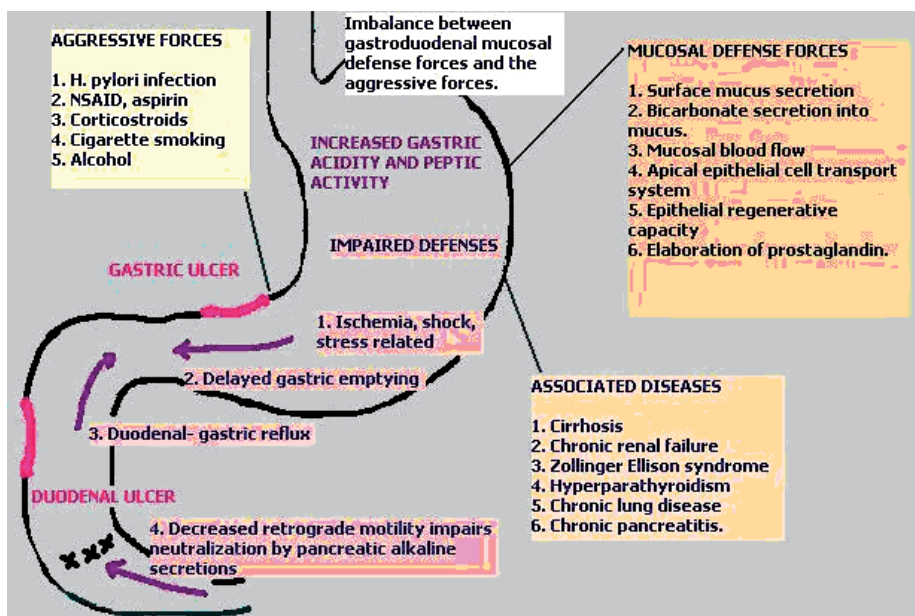 AGGRESSIVE FORCES
1. H. pylori infection
2. NSAID, aspirin
3. Corticostroids
4. Cigarette smoking
5. Alcohol
Imbalance between
gastroduodenal mucosal
defense forces and the
aggressive forces.
MUCOSAL DEFENSE FORCES
1. Surface mucus secretion
2. Bicarbonate secretion into
mucus.
3. Mucosal blood flow
4. Apical epithelial cell transport
system
5. Epithelial regenerative
capacity
6. Elaboration of prostaglandin.
INCREASED GASTRIC
ACIDITY AND PEPTIC
ACTIVITY
IMPAIRED DEFENSES
GASTRIC ULCER
1. Ischemia, shock,
stress related
2. Delayed gastric emptying
3. Duodenal- gastric reflux
DUODENAL ULCER
4. Decreased retrograde motility impairs
neutralization by pancreatic alkaline
secretions
ASSOCIATED DISEASES
1. Cirrhosis
2. Chronic renal failure
3. Zollinger Ellison syndrome
4. Hyperparathyroidism
5. Chronic lung disease
6. Chronic pancreatitis.